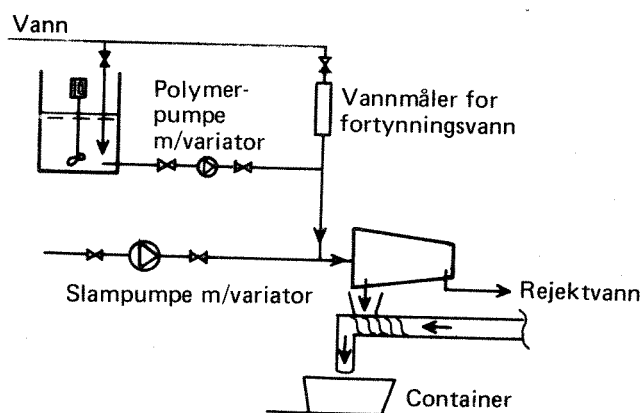 Vann
Polymer-
pumpe
m/variator
Vannmåler for
fortynningsvann
Slampumpe m/variator
Rejektvann
Container